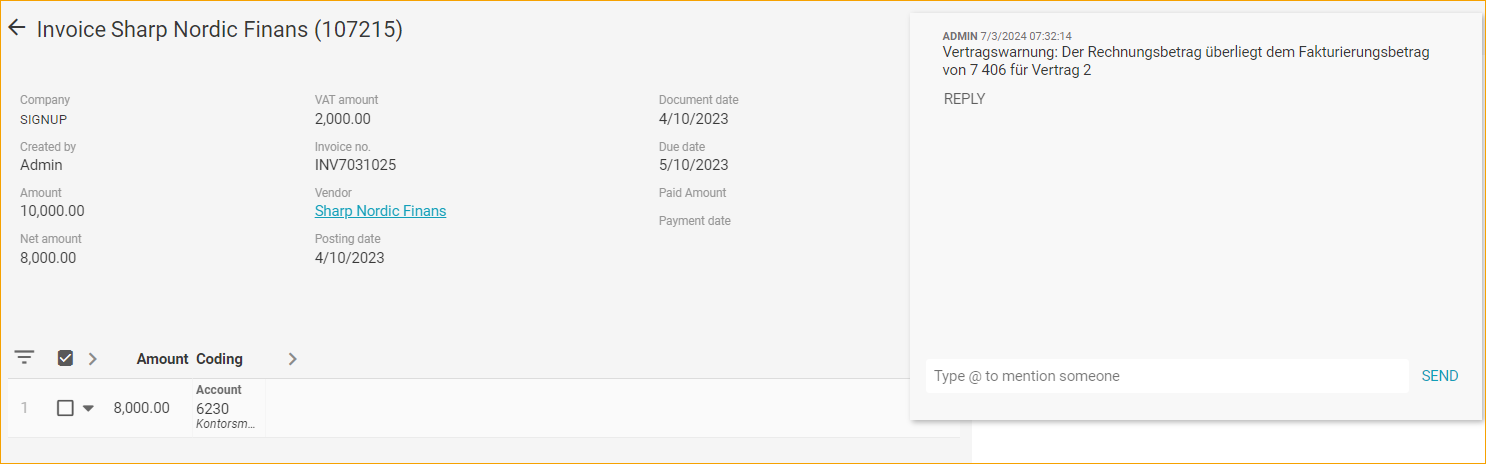 Invoice Sharp Nordic Finans (107215)
Company
SIGNUP
Created by
Admin
Amount
10,000.00
Net amount
8,000.00
VAT amount
2,000.00
Invoice no.
INV7031025
Vendor
Sharp Nordic Finans
Posting date
4/10/2023
Document date
4/10/2023
Due date
5/10/2023
Paid Amount
Payment date
Amount Coding
Account
1 8,000.00 6230
Kontorsm...
ADMIN 7/3/2024 07:32:14
Vertragswarnung: Der Rechnungsbetrag überliegt dem Fakturierungsbetrag
von 7 406 für Vertrag 2
REPLY
Type @ to mention someone SEND